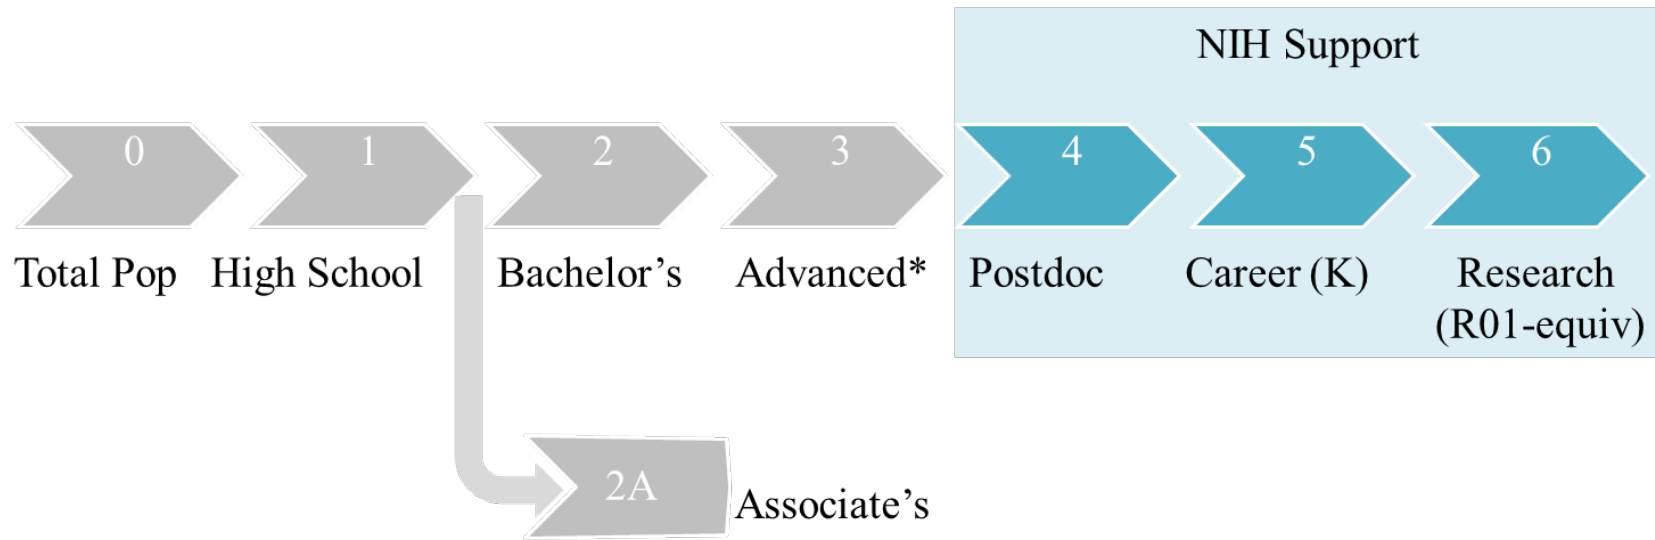 NIH Support
0
1
2
3
4
5
6
Total Pop
High School
Bachelor’s
Advanced*
Postdoc
Career (K)
Research
(R01-equiv)
2A
Associate’s